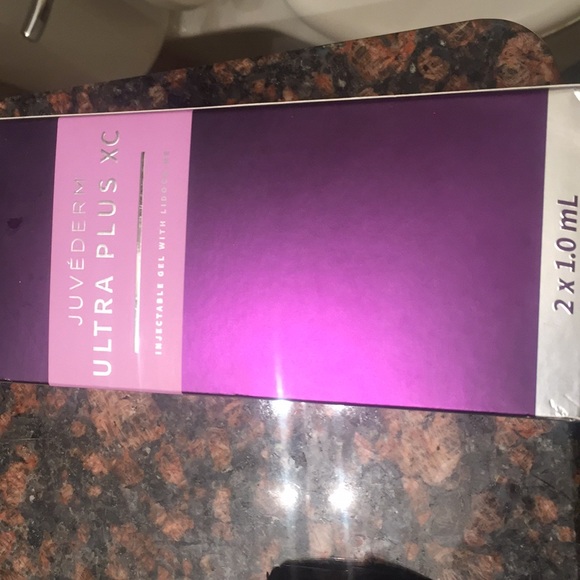 JUVÉDERM
ULTRA PLUS XC
INJECTABLE GEL WITH LIDOCAINE
2 x 1.0 mL